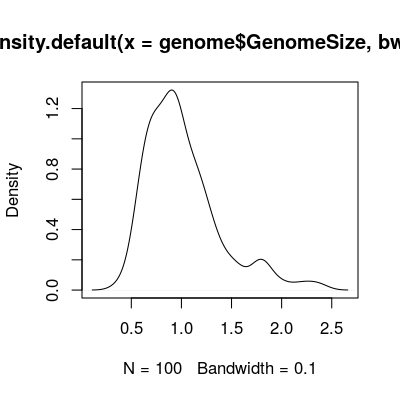 nsity.default(x = genome$GenomeSize, bw
Density
1.2
0.8
0.4
0.0
0.5 1.0 1.5 2.0 2.5
N = 100 Bandwidth = 0.1